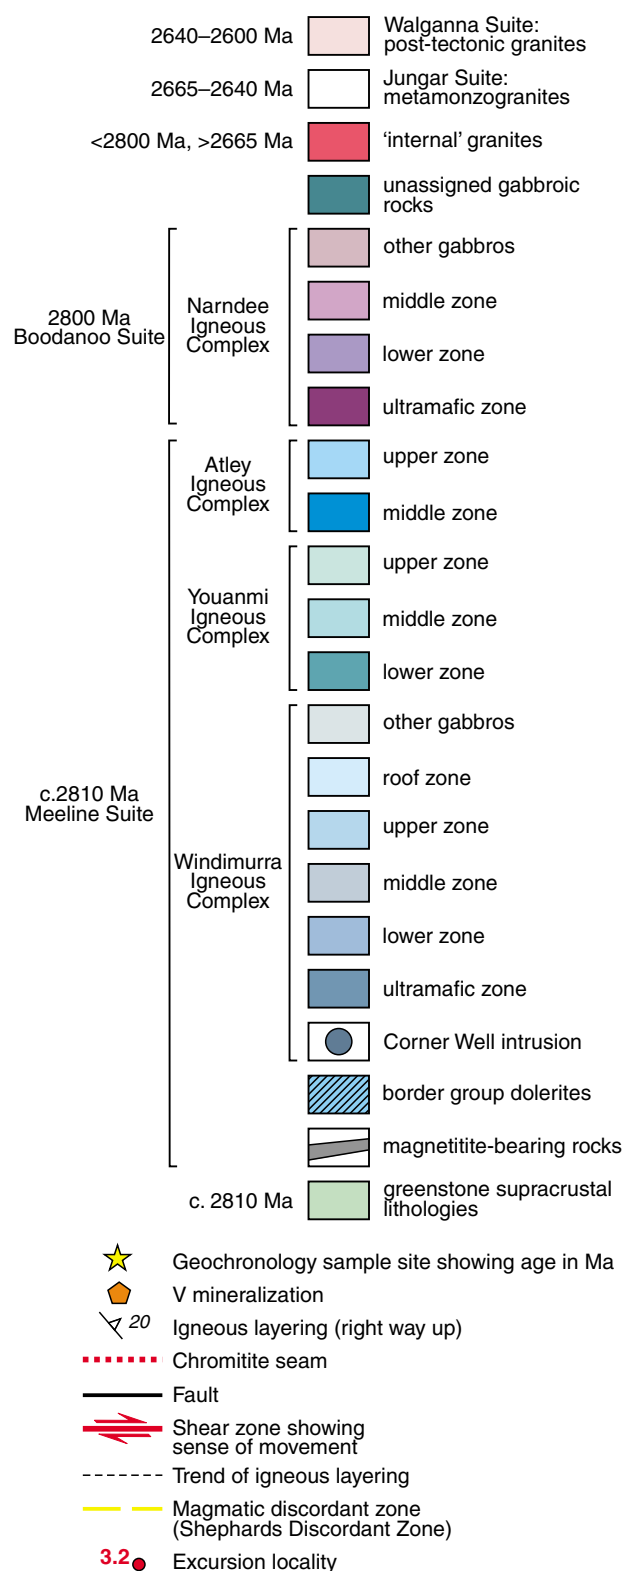 2640–2600 Ma
Walganna Suite:
post-tectonic granites
2665–2640 Ma
Jungar Suite:
metamonzogranites
<2800 Ma, >2665 Ma
‘internal’ granites
unassigned gabbroic
rocks
2800 Ma
Boodanoo Suite
Narndee
Igneous
Complex
other gabbros
middle zone
lower zone
ultramafic zone
c.2810 Ma
Meeline Suite
Atley
Igneous
Complex
upper zone
middle zone
Youanmi
Igneous
Complex
upper zone
middle zone
lower zone
Windimurra
Igneous
Complex
other gabbros
roof zone
upper zone
middle zone
lower zone
ultramafic zone
Corner Well intrusion
border group dolerites
magnetitite-bearing rocks
c. 2810 Ma
greenstone supracrustal
lithologies
Geochronology sample site showing age in Ma
V mineralization
20 Igneous layering (right way up)
Chromitite seam
Fault
Shear zone showing
sense of movement
Trend of igneous layering
Magmatic discordant zone
(Shephards Discordant Zone)
3.2 Excursion locality